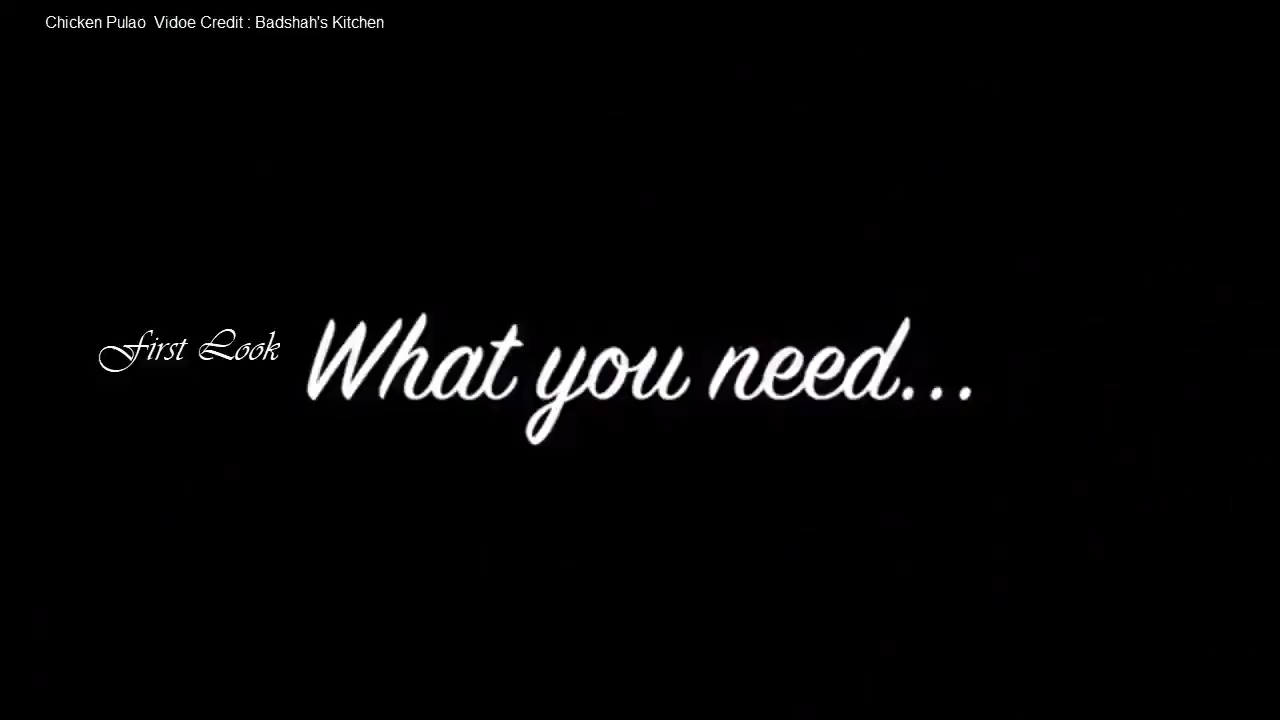 Chicken Pulao  Vidoe Credit : Badshah's Kitchen
First Look
What you need...